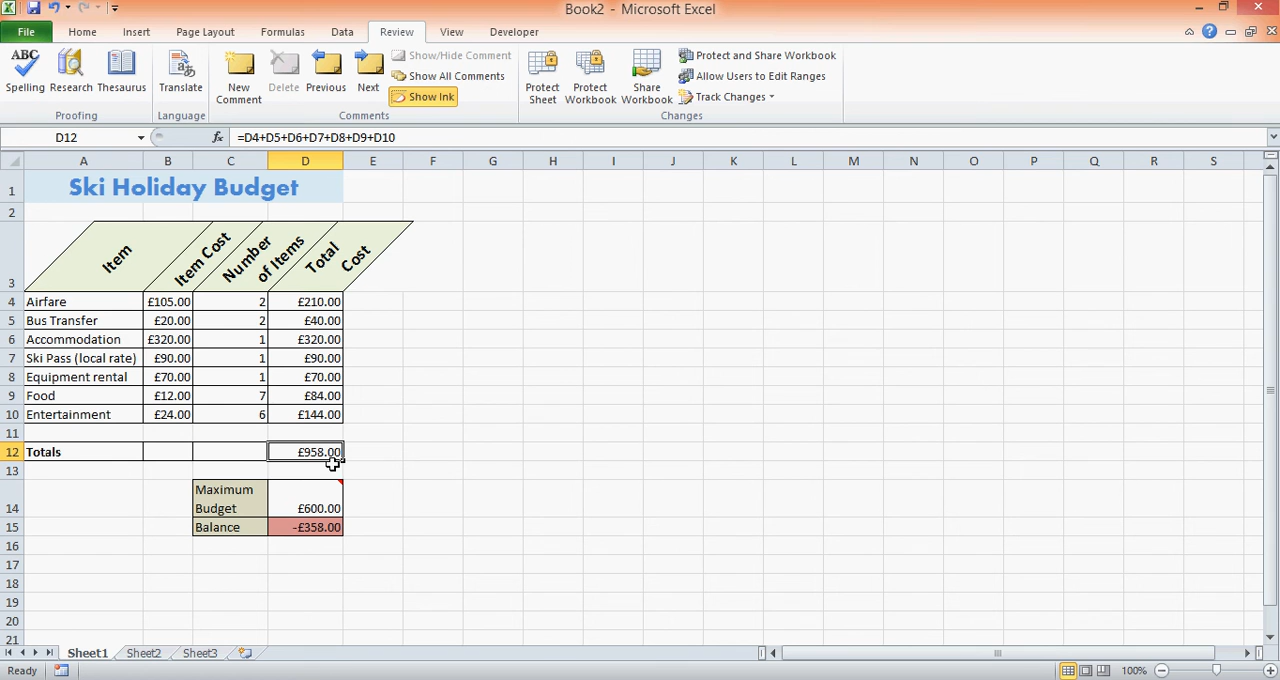 Book2 - Microsoft Excel
File Home Insert Page Layout Formulas Data Review View Developer
ABC
Spelling Research Thesaurus
Proofing
Translate
Language
New Comment
Delete
Previous
Next
Show/Hide Comment
Show All Comments
Show Ink
Comments
Protect Sheet
Protect Workbook
Share Workbook
Protect and Share Workbook
Allow Users to Edit Ranges
Track Changes
Changes
D12 fx =D4+D5+D6+D7+D8+D9+D10
A B C D E F G H I J K L M N O P Q R S
1 Ski Holiday Budget
2
3 Item Item Cost Number of Items Total Cost
4 Airfare £105.00 2 £210.00
5 Bus Transfer £20.00 2 £40.00
6 Accommodation £320.00 1 £320.00
7 Ski Pass (local rate) £90.00 1 £90.00
8 Equipment rental £70.00 1 £70.00
9 Food £12.00 7 £84.00
10 Entertainment £24.00 6 £144.00
11
12 Totals £958.00
13
14 Maximum Budget £600.00
15 Balance -£358.00
16
17
18
19
20
21
Sheet1 Sheet2 Sheet3
Ready 100%